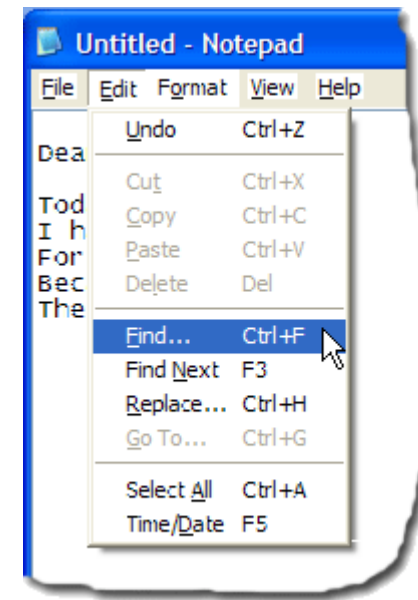 Untitled - Notepad
File Edit Format View Help
Undo Ctrl+Z
Dea
Cut Ctrl+X
Tod
Copy Ctrl+C
I h
For
Paste Ctrl+V
Bec
Delete Del
The
Find... Ctrl+F
Find Next F3
Replace... Ctrl+H
Go To... Ctrl+G
Select All Ctrl+A
Time/Date F5